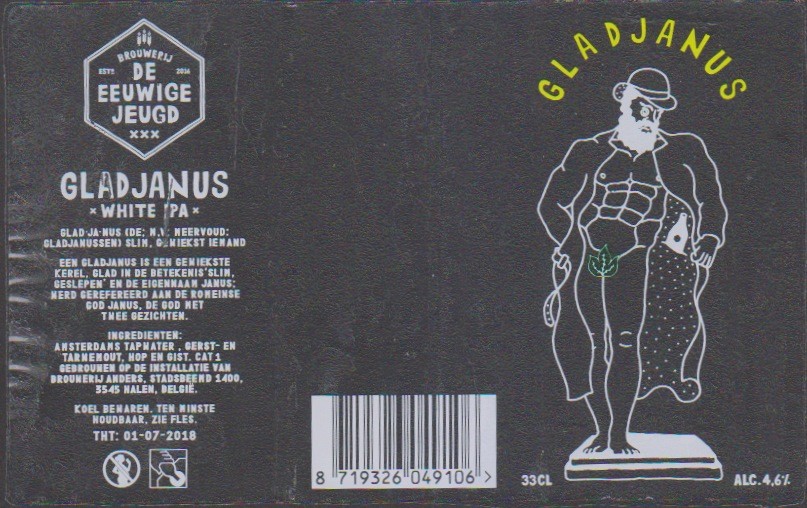 BROUWERIJ
ESTD 2014
DE
EEUWIGE
JEUGD
XXX
GLADJANUS
× WHITE IPA ×
GLAD·JA·NUS (DE; M,V; MEERVOUD:
GLADJANUSSEN) SLIM, GENIEKST IEMAND
EEN GLADJANUS IS EEN GENIEKSTE
KEREL, GLAD IN DE BETEKENIS 'SLIM,
GESLEPEN' EN DE EIGENNAAM JANUS;
WERD GEREFEREERD AAN DE ROMEINSE
GOD JANUS, DE GOD MET
TWEE GEZICHTEN.
INGREDIENTEN:
AMSTERDAMS TAPWATER , GERST- EN
TARWEMOUT, HOP EN GIST. CAT 1
GEBROUWEN OP DE INSTALLATIE VAN
BROUWERIJ ANDERS, STADSBEEMD 1400,
3545 HALEN, BELGIË.
KOEL BEWAREN. TEN MINSTE
HOUDBAAR, ZIE FLES.
THT: 01-07-2018
8 719326 049106 >
GLADJANUS
33CL
ALC. 4,6%